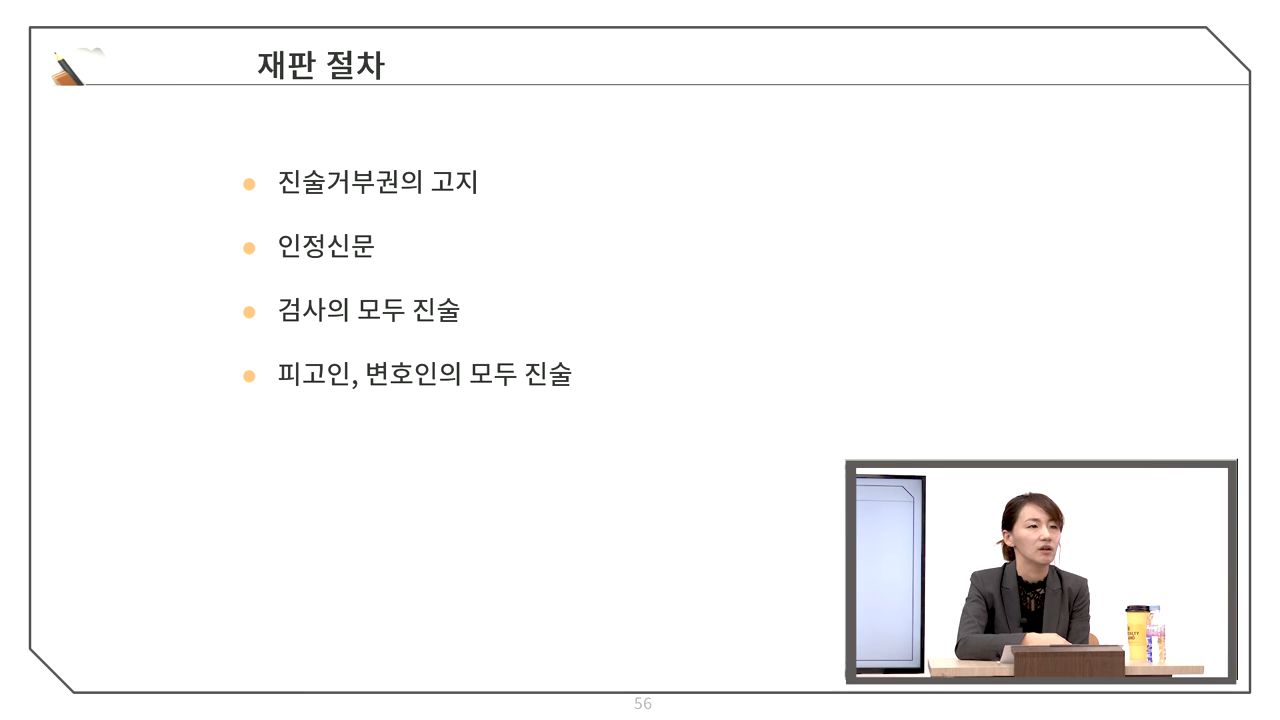 재판 절차
진술거부권의 고지
인정신문
검사의 모두 진술
피고인, 변호인의 모두 진술
56